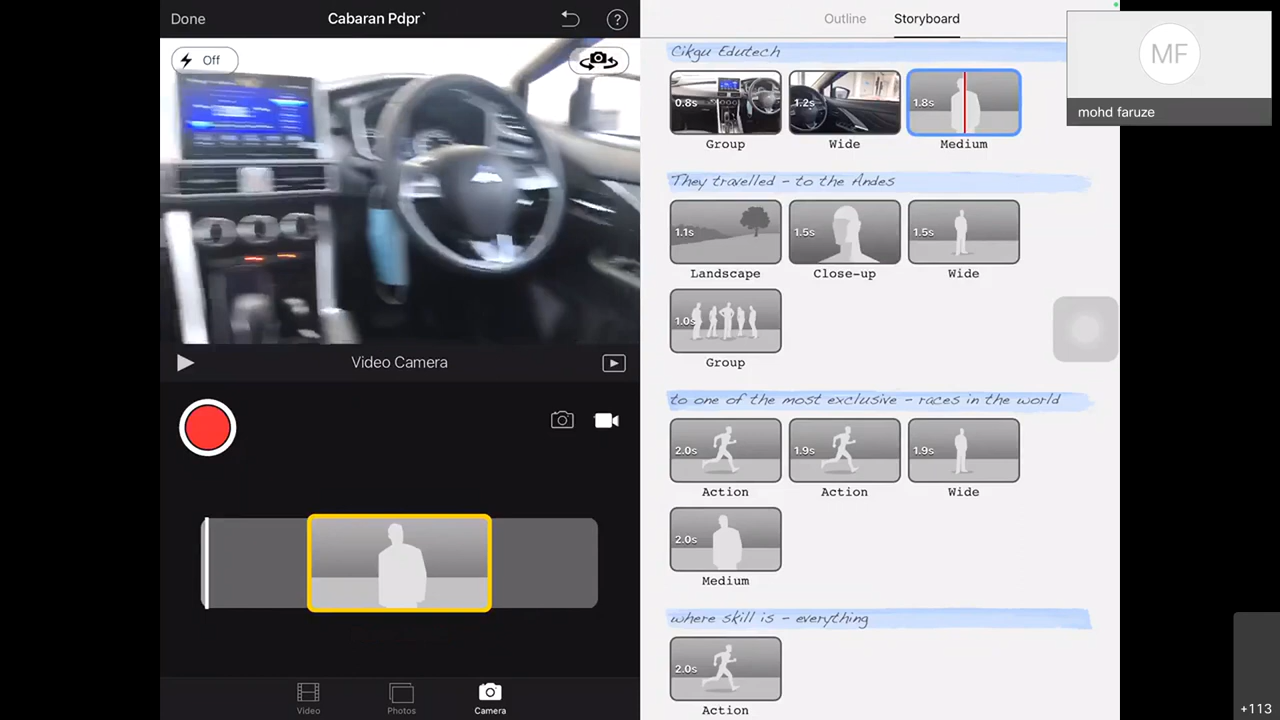 Done
Cabaran Pdpr`
?
Off
Video Camera
Video
Photos
Camera
Outline
Storyboard
Cikgu Edutech
0.8s
1.2s
1.8s
Group
Wide
Medium
They travelled - to the Andes
1.1s
1.5s
1.5s
Landscape
Close-up
Wide
1.0s
Group
to one of the most exclusive - races in the world
2.0s
1.9s
1.9s
Action
Action
Wide
2.0s
Medium
where skill is - everything
2.0s
Action
MF
mohd faruze
+113